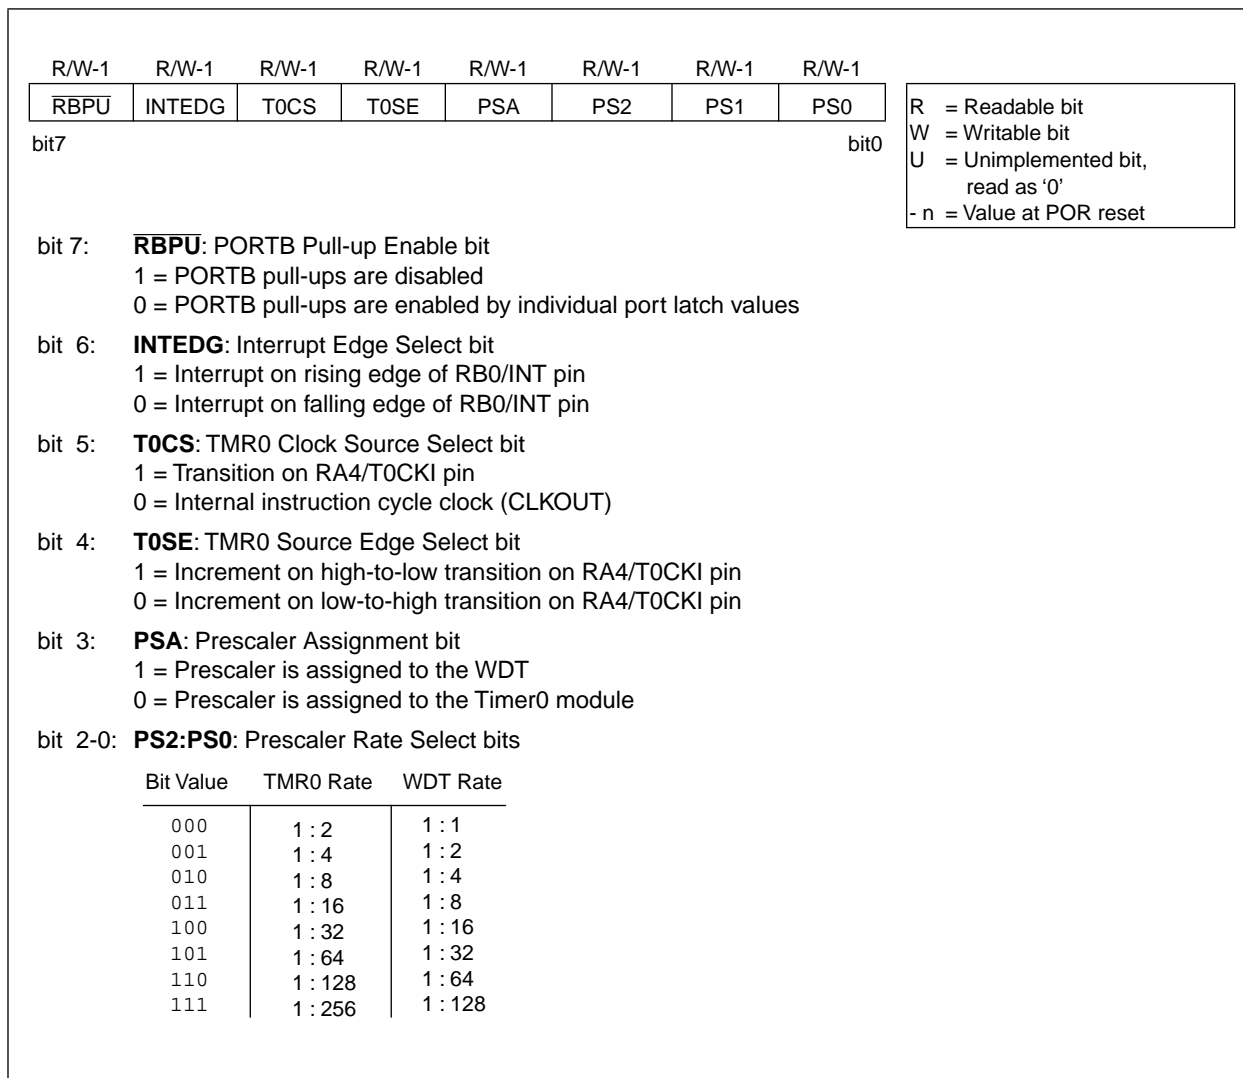 R/W-1 R/W-1 R/W-1 R/W-1 R/W-1 R/W-1 R/W-1 R/W-1
RBPU INTEDG T0CS T0SE PSA PS2 PS1 PS0
bit7 bit0
R = Readable bit
W = Writable bit
U = Unimplemented bit,
read as ‘0’
- n = Value at POR reset
bit 7: RBPU: PORTB Pull-up Enable bit
1 = PORTB pull-ups are disabled
0 = PORTB pull-ups are enabled by individual port latch values
bit 6: INTEDG: Interrupt Edge Select bit
1 = Interrupt on rising edge of RB0/INT pin
0 = Interrupt on falling edge of RB0/INT pin
bit 5: T0CS: TMR0 Clock Source Select bit
1 = Transition on RA4/T0CKI pin
0 = Internal instruction cycle clock (CLKOUT)
bit 4: T0SE: TMR0 Source Edge Select bit
1 = Increment on high-to-low transition on RA4/T0CKI pin
0 = Increment on low-to-high transition on RA4/T0CKI pin
bit 3: PSA: Prescaler Assignment bit
1 = Prescaler is assigned to the WDT
0 = Prescaler is assigned to the Timer0 module
bit 2-0: PS2:PS0: Prescaler Rate Select bits
Bit Value TMR0 Rate WDT Rate
000 1 : 2 1 : 1
001 1 : 4 1 : 2
010 1 : 8 1 : 4
011 1 : 16 1 : 8
100 1 : 32 1 : 16
101 1 : 64 1 : 32
110 1 : 128 1 : 64
111 1 : 256 1 : 128